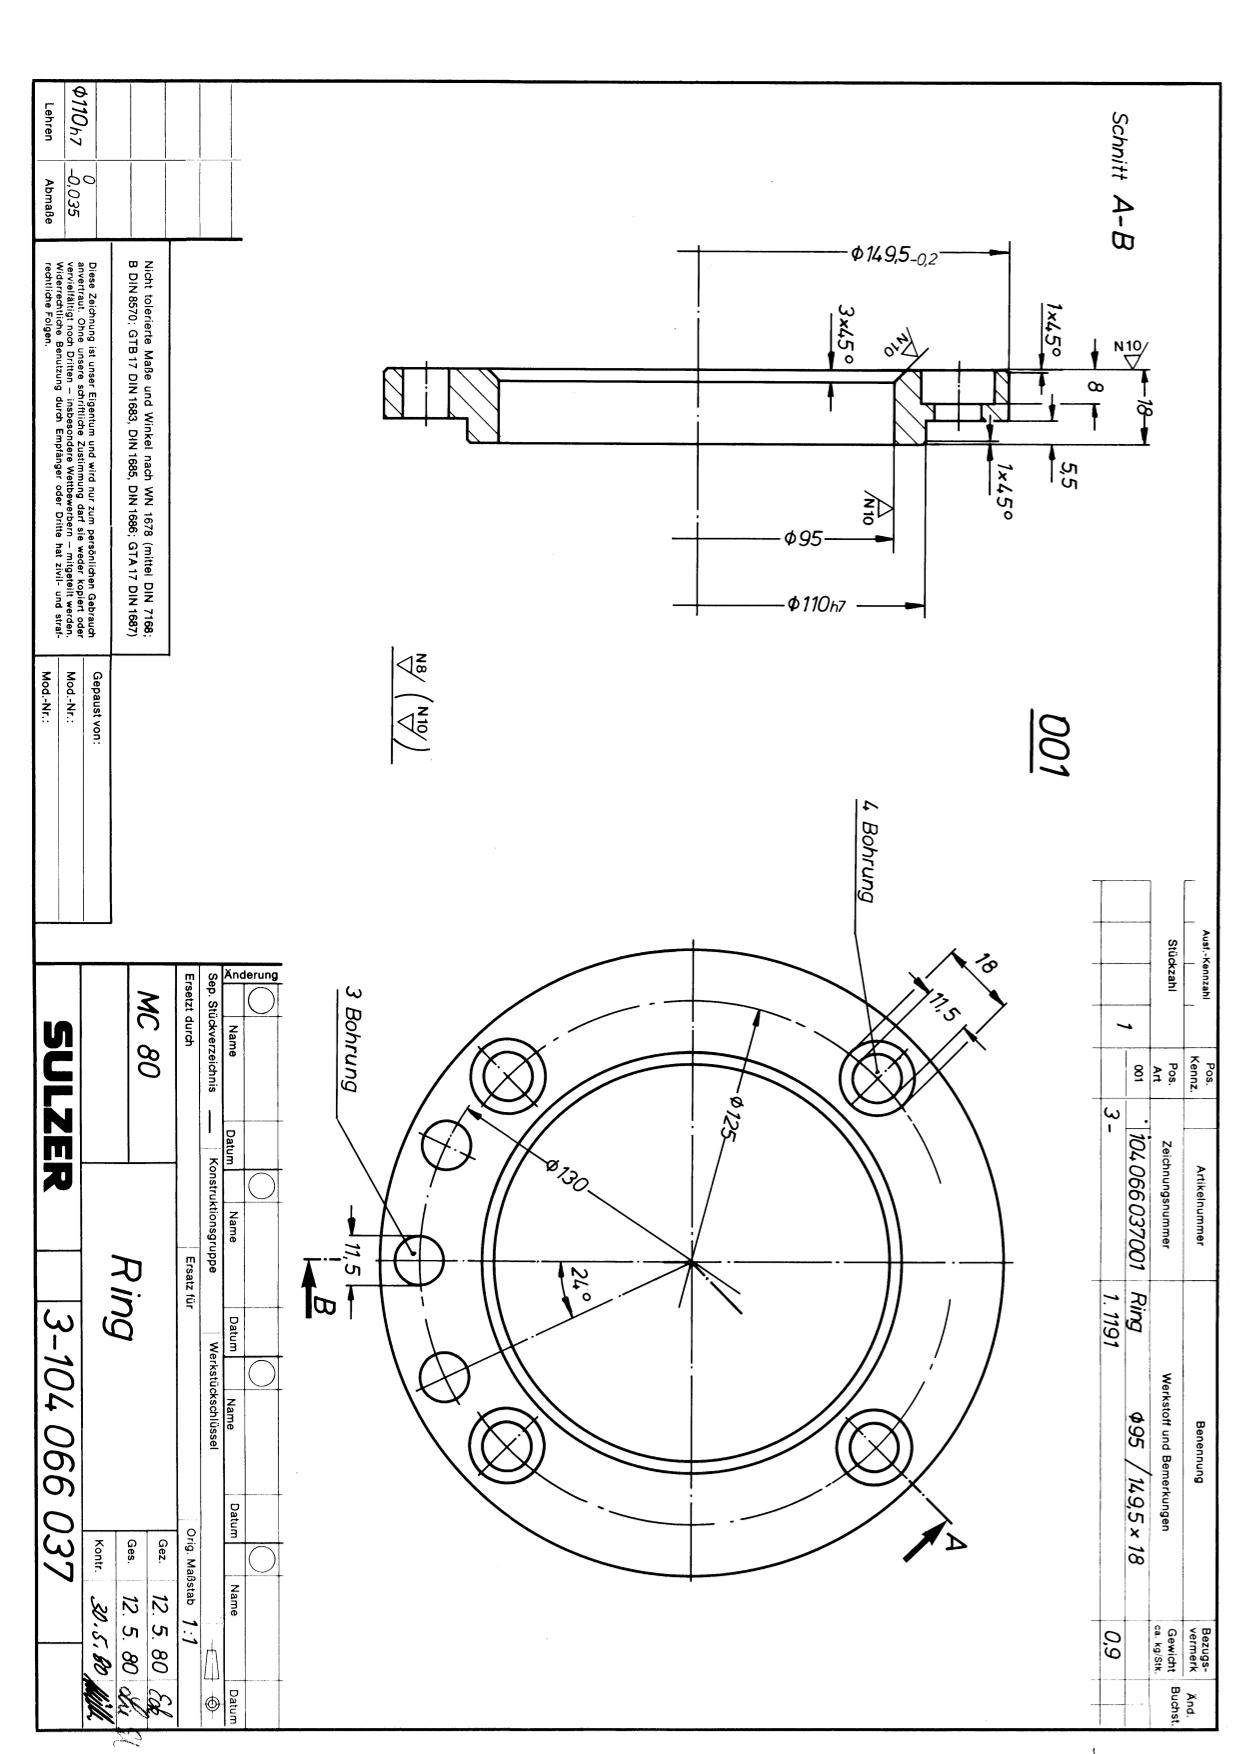 Schnitt A-B
001
φ149,5-0,2
1x45°
3x45°
N10
N10
8
18
5,5
1x45°
N10
φ95
φ110h7
N8 (N10)
4 Bohrung
18
11,5
φ125
φ130
3 Bohrung
11,5
24°
A
B
Ausf.-Kennzahl
Stückzahl
Pos. Kennz.
Pos. Art
Artikelnummer
Zeichnungsnummer
Benennung
Werkstoff und Bemerkungen
Bezugs-vermerk
Gewicht ca. kg/Stk.
Änd. Buchst.
1 001 104066037001 Ring φ95 / 149,5 x 18
3- 1.1191 0,9
φ110h7 0 -0,035
Lehren Abmaße
Nicht tolerierte Maße und Winkel nach WN 1678 (mittel DIN 7168;
B DIN 8570; GTB 17 DIN 1683, DIN 1685, DIN 1686; GTA 17 DIN 1687)
Diese Zeichnung ist unser Eigentum und wird nur zum persönlichen Gebrauch
anvertraut. Ohne unsere schriftliche Zustimmung darf sie weder kopiert oder
vervielfältigt noch Dritten – insbesondere Wettbewerbern – mitgeteilt werden.
Widerrechtliche Benutzung durch Empfänger oder Dritte hat zivil- und straf-
rechtliche Folgen.
Gepaust von:
Mod.-Nr.:
Mod.-Nr.:
Änderung
Name Datum Name Datum Name Datum Name Datum
Sep. Stückverzeichnis — Konstruktionsgruppe Werkstückschlüssel
Ersetzt durch Ersatz für Orig. Maßstab 1:1
MC 80
Ring
Gez. 12. 5. 80
Ges. 12. 5. 80
Kontr. 30. 5. 80
SULZER
3-104 066 037